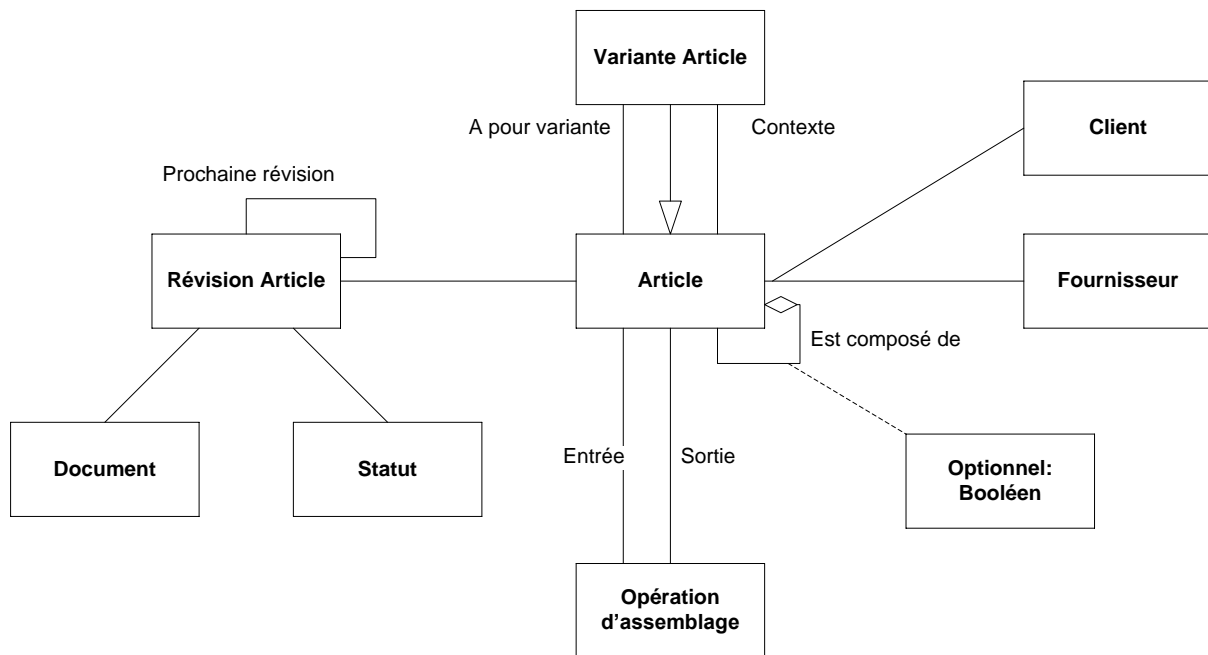 Variante Article
A pour variante
Contexte
Client
Prochaine révision
Révision Article
Article
Fournisseur
Est composé de
Document
Statut
Entrée
Sortie
Optionnel:
Booléen
Opération
d'assemblage